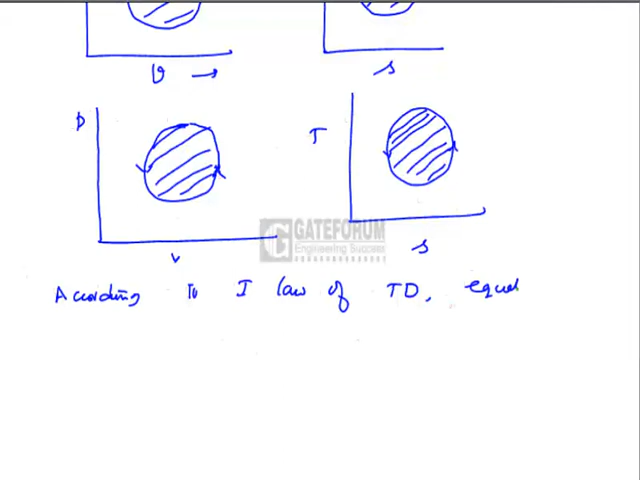 v →
s
P
T
GATEFORUM
Engineering Success
v
s
According to I law of TD, equal